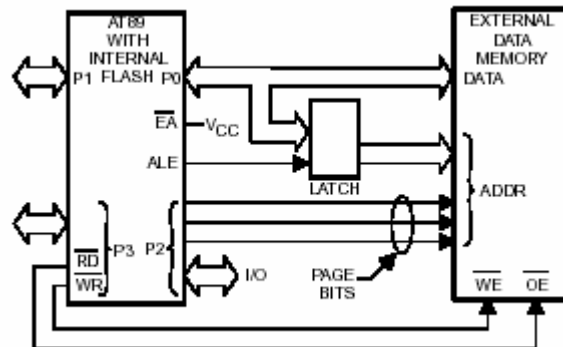 AT89
WITH
INTERNAL
FLASH
P1
P0
EA
VCC
ALE
P3
RD
WR
P2
I/O
LATCH
PAGE
BITS
EXTERNAL
DATA
MEMORY
DATA
ADDR
WE
OE